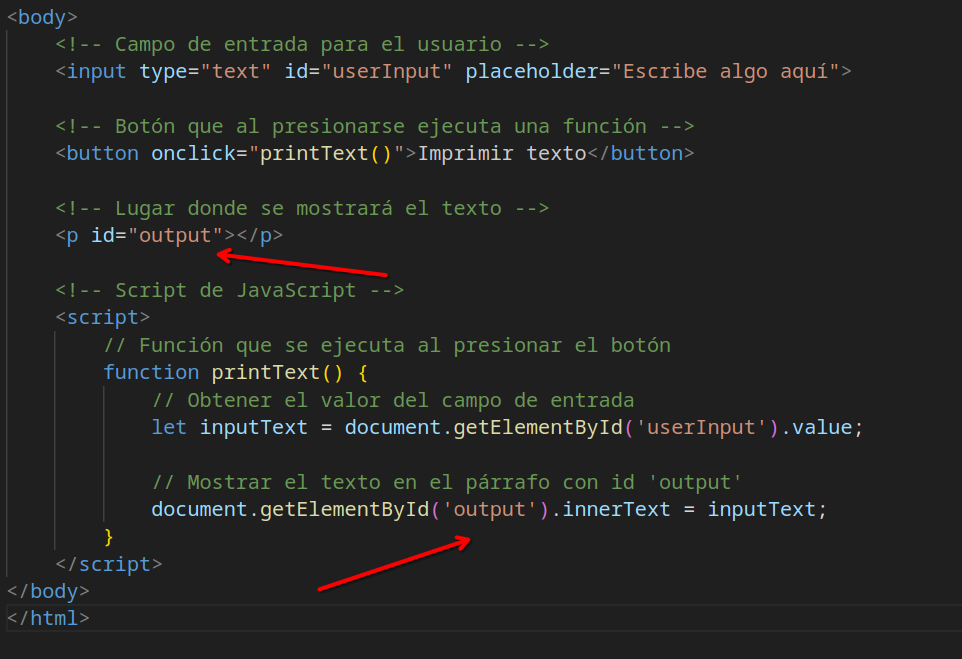 <body>
<!-- Campo de entrada para el usuario -->
<input type="text" id="userInput" placeholder="Escribe algo aquí">
<!-- Botón que al presionarse ejecuta una función -->
<button onclick="printText()">Imprimir texto</button>
<!-- Lugar donde se mostrará el texto -->
<p id="output"></p>
<!-- Script de JavaScript -->
<script>
// Función que se ejecuta al presionar el botón
function printText() {
// Obtener el valor del campo de entrada
let inputText = document.getElementById('userInput').value;
// Mostrar el texto en el párrafo con id 'output'
document.getElementById('output').innerText = inputText;
}
</script>
</body>
</html>